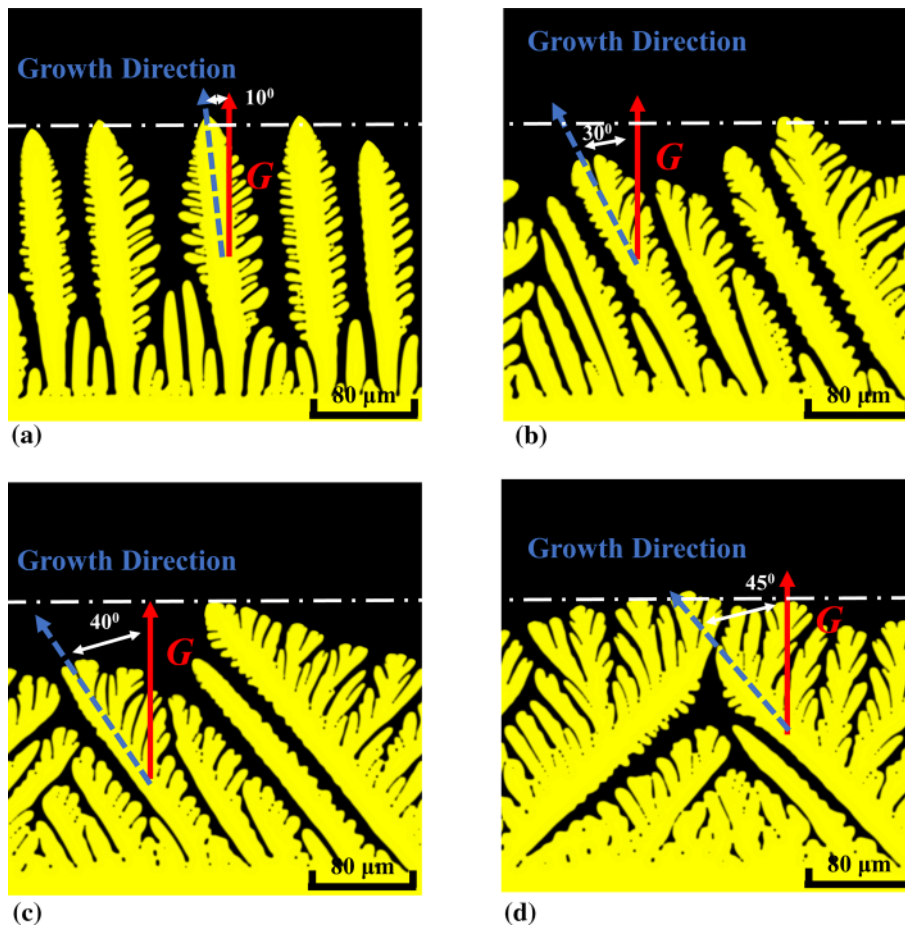 Growth Direction
10⁰
G
80 μm
(a)
Growth Direction
30⁰
G
80 μm
(b)
Growth Direction
40⁰
G
80 μm
(c)
Growth Direction
45⁰
G
80 μm
(d)